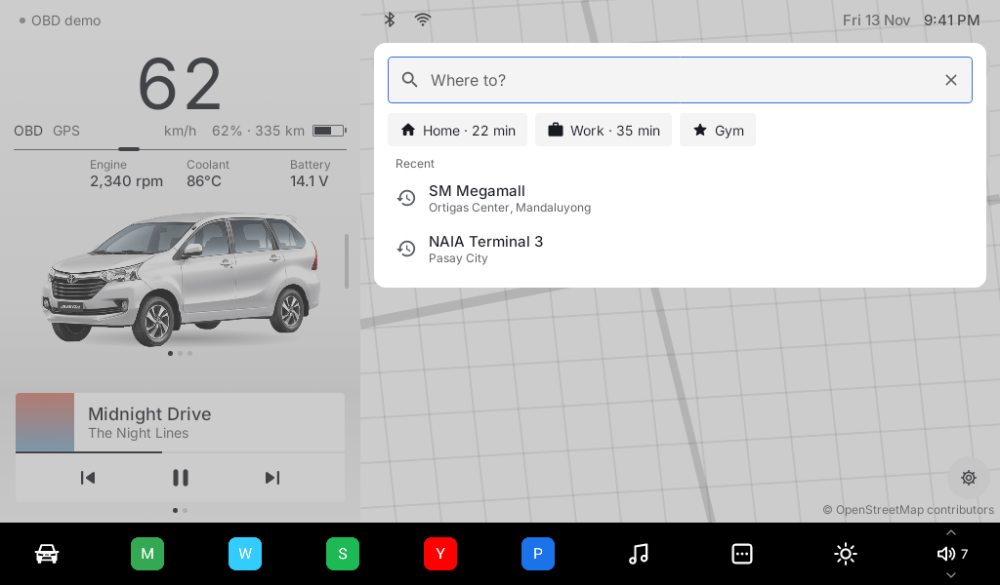 OBD demo
62
OBD GPS km/h 62% · 335 km
Engine Coolant Battery
2,340 rpm 86°C 14.1 V
Midnight Drive
The Night Lines
Fri 13 Nov 9:41 PM
Where to?
Home · 22 min Work · 35 min Gym
Recent
SM Megamall
Ortigas Center, Mandaluyong
NAIA Terminal 3
Pasay City
© OpenStreetMap contributors
M W S Y P 7